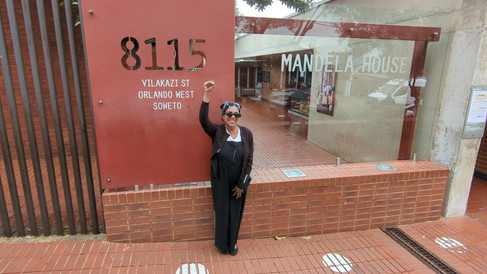 8115
VILAKAZI ST
ORLANDO WEST
SOWETO
MANDELA HOUSE